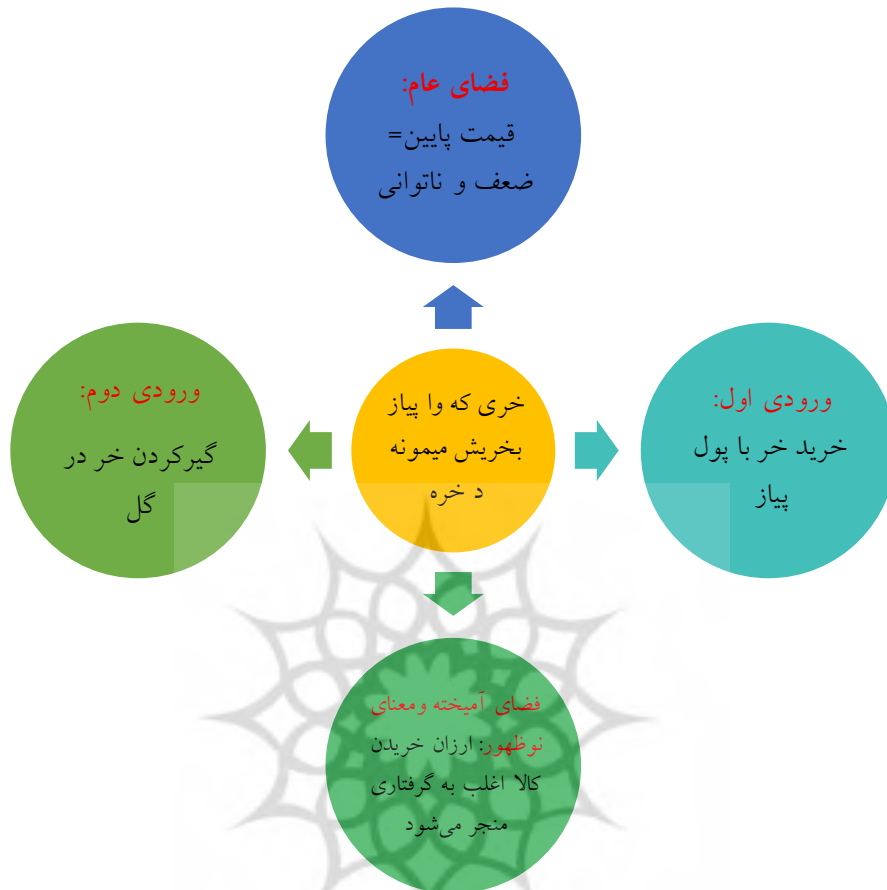 فضای عام:
قیمت پایین=
ضعف و ناتوانی
ورودی اول:
خرید خر با پول
پیاز
خری که وا پیاز
بخریش میمونه
د خره
ورودی دوم:
گیرکردن خر در
گل
فضای آمیخته ومعنای
نوظهور: ارزان خریدن
کالا اغلب به گرفتاری
منجر می‌شود